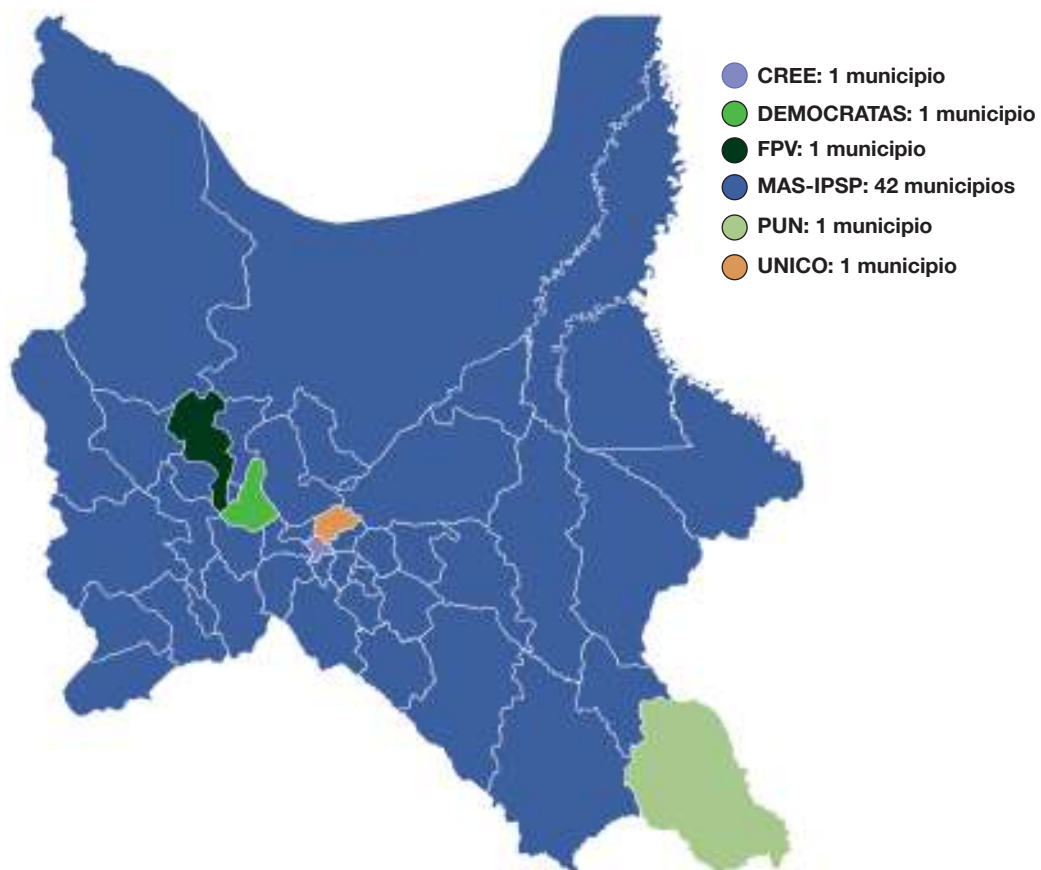 CREE: 1 municipio
DEMOCRATAS: 1 municipio
FPV: 1 municipio
MAS-IPSP: 42 municipios
PUN: 1 municipio
UNICO: 1 municipio